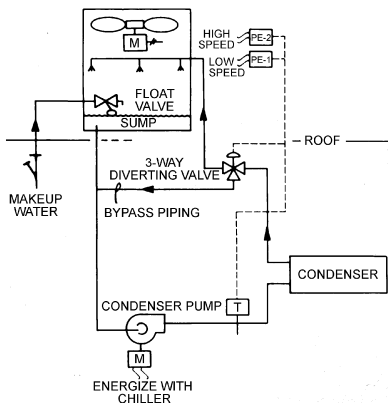 HIGH
SPEED
PE-2
M
LOW
SPEED
PE-1
FLOAT
VALVE
SUMP
ROOF
3-WAY
DIVERTING VALVE
MAKEUP
WATER
BYPASS PIPING
CONDENSER
CONDENSER PUMP
T
M
ENERGIZE WITH
CHILLER